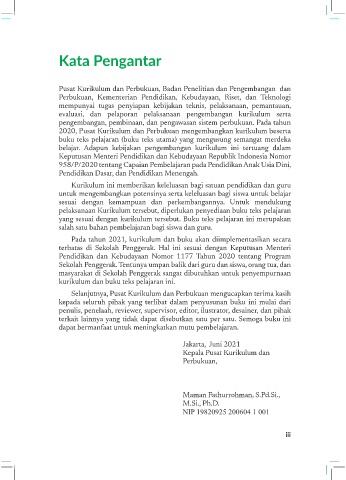 Kata Pengantar
Pusat Kurikulum dan Perbukuan, Badan Penelitian dan Pengembangan dan
Perbukuan, Kementerian Pendidikan, Kebudayaan, Riset, dan Teknologi
mempunyai tugas penyiapan kebijakan teknis, pelaksanaan, pemantauan,
evaluasi, dan pelaporan pelaksanaan pengembangan kurikulum serta
pengembangan, pembinaan, dan pengawasan sistem perbukuan. Pada tahun
2020, Pusat Kurikulum dan Perbukuan mengembangkan kurikulum beserta
buku teks pelajaran (buku teks utama) yang mengusung semangat merdeka
belajar. Adapun kebijakan pengembangan kurikulum ini tertuang dalam
Keputusan Menteri Pendidikan dan Kebudayaan Republik Indonesia Nomor
958/P/2020 tentang Capaian Pembelajaran pada Pendidikan Anak Usia Dini,
Pendidikan Dasar, dan Pendidikan Menengah.
Kurikulum ini memberikan keleluasan bagi satuan pendidikan dan guru
untuk mengembangkan potensinya serta keleluasan bagi siswa untuk belajar
sesuai dengan kemampuan dan perkembangannya. Untuk mendukung
pelaksanaan Kurikulum tersebut, diperlukan penyediaan buku teks pelajaran
yang sesuai dengan kurikulum tersebut. Buku teks pelajaran ini merupakan
salah satu bahan pembelajaran bagi siswa dan guru.
Pada tahun 2021, kurikulum dan buku akan diimplementasikan secara
terbatas di Sekolah Penggerak. Hal ini sesuai dengan Keputusan Menteri
Pendidikan dan Kebudayaan Nomor 1177 Tahun 2020 tentang Program
Sekolah Penggerak. Tentunya umpan balik dari guru dan siswa, orang tua, dan
masyarakat di Sekolah Penggerak sangat dibutuhkan untuk penyempurnaan
kurikulum dan buku teks pelajaran ini.
Selanjutnya, Pusat Kurikulum dan Perbukuan mengucapkan terima kasih
kepada seluruh pihak yang terlibat dalam penyusunan buku ini mulai dari
penulis, penelaah, reviewer, supervisor, editor, ilustrator, desainer, dan pihak
terkait lainnya yang tidak dapat disebutkan satu per satu. Semoga buku ini
dapat bermanfaat untuk meningkatkan mutu pembelajaran.
Jakarta, Juni 2021
Kepala Pusat Kurikulum dan
Perbukuan,
Maman Fathurrohman, S.Pd.Si.,
M.Si., Ph.D.
NIP 19820925 200604 1 001
iii